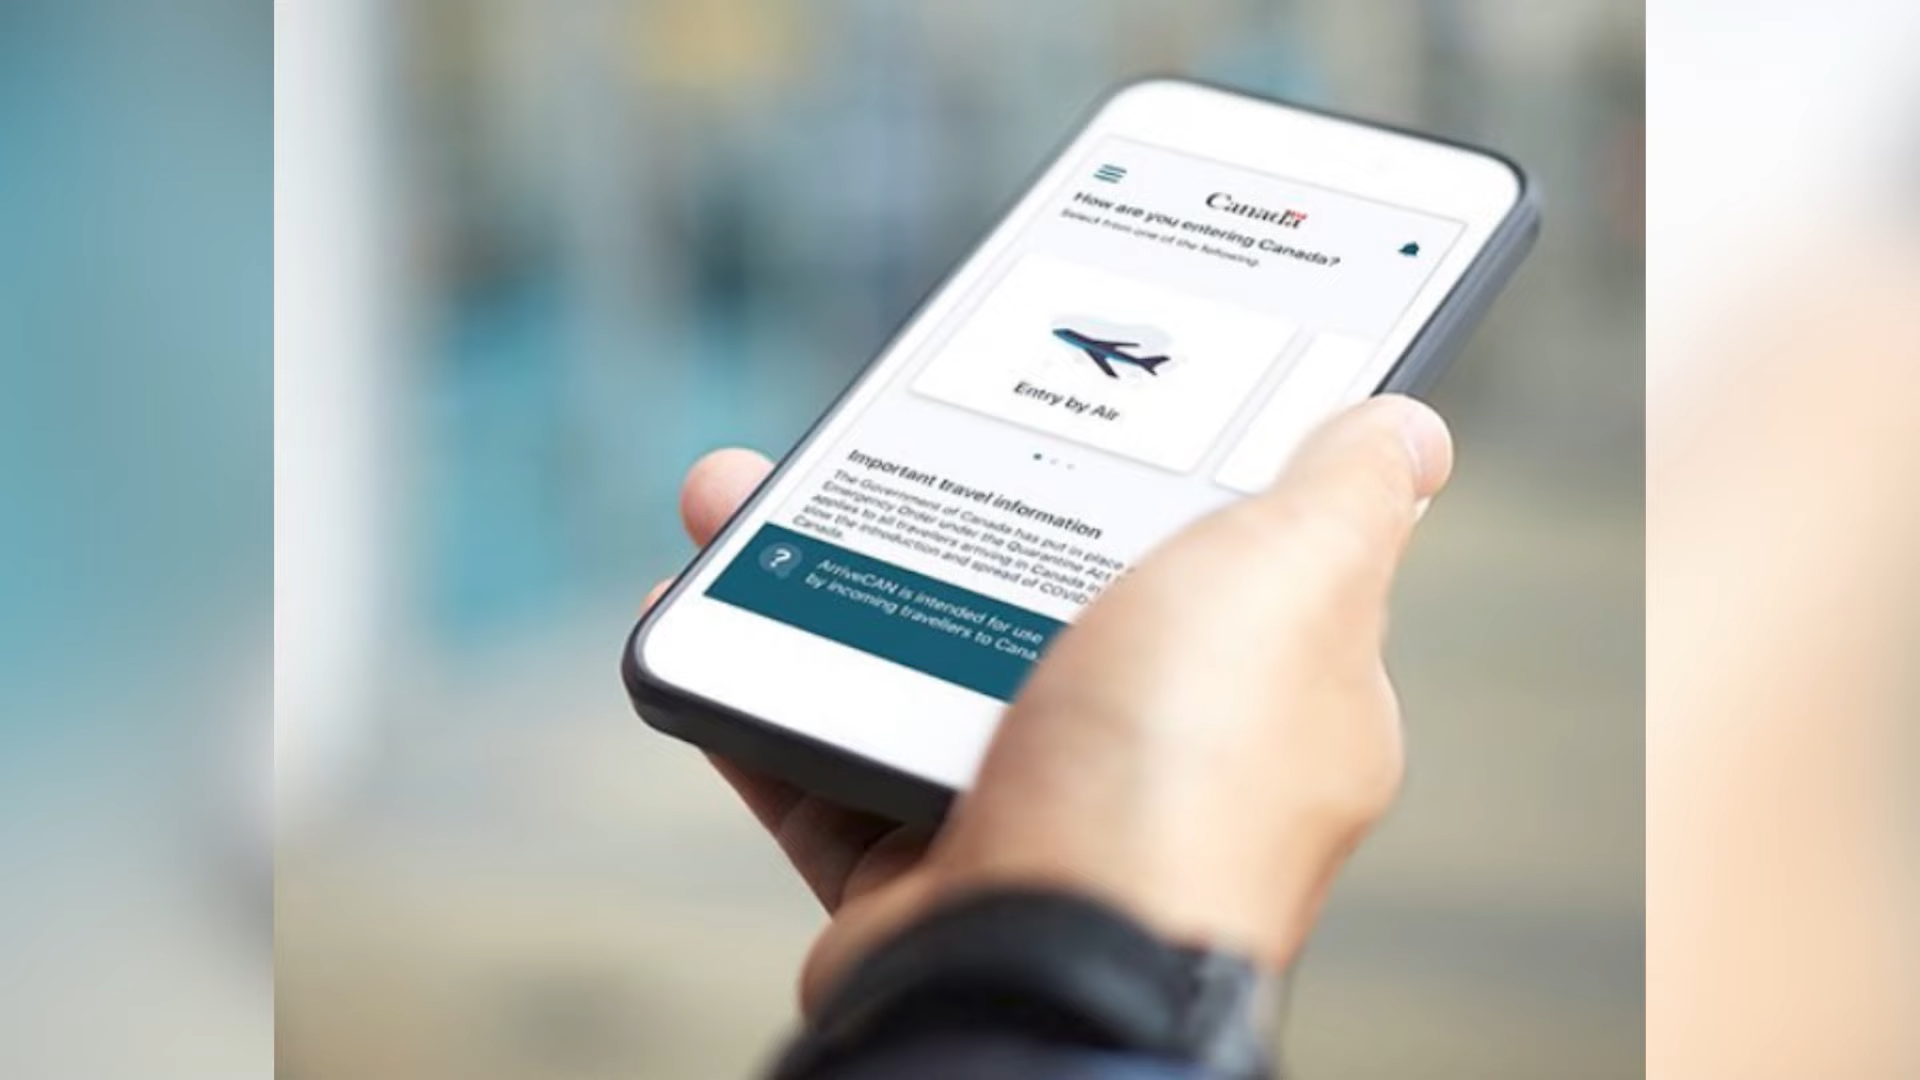 Canada
How are you entering Canada?
Select from one of the following.
Entry by Air
Important travel information
The Government of Canada has put in place
Emergency Order under the Quarantine Act
applies to all travellers arriving in Canada in
slow the introduction and spread of COVID-
Canada.
?
ArriveCAN is intended for use
by incoming travellers to Cana